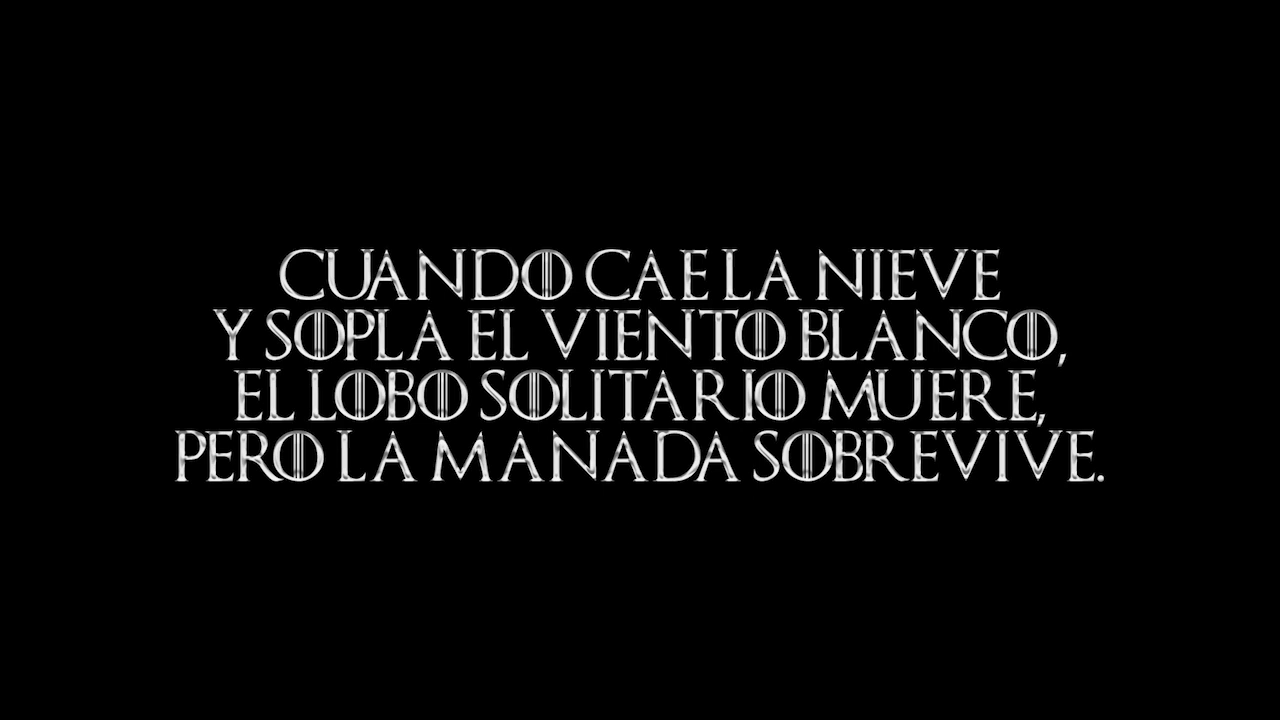 CUANDO CAE LA NIEVE
Y SOPLA EL VIENTO BLANCO,
EL LOBO SOLITARIO MUERE,
PERO LA MANADA SOBREVIVE.